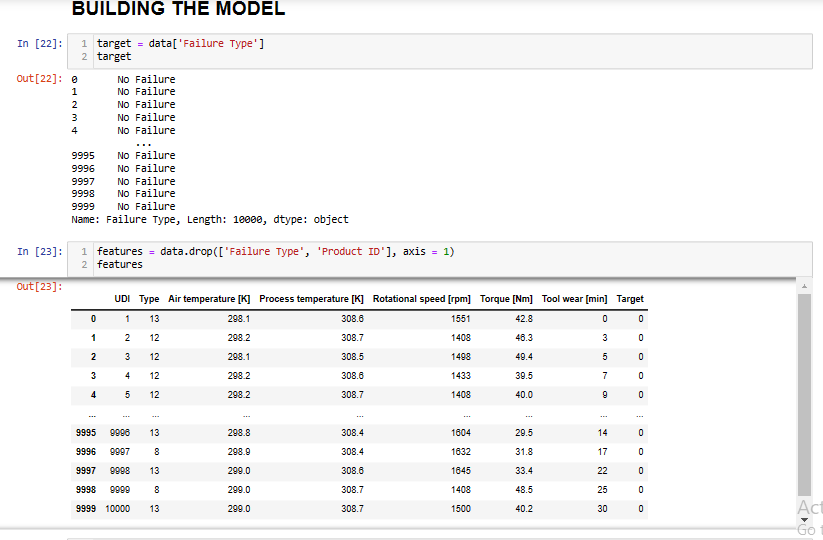 BUILDING THE MODEL
In [22]: 1 target = data['Failure Type']
2 target
Out[22]: 0 No Failure
1 No Failure
2 No Failure
3 No Failure
4 No Failure
...
9995 No Failure
9996 No Failure
9997 No Failure
9998 No Failure
9999 No Failure
Name: Failure Type, Length: 10000, dtype: object
In [23]: 1 features = data.drop(['Failure Type', 'Product ID'], axis = 1)
2 features
Out[23]:
UDI Type Air temperature [K] Process temperature [K] Rotational speed [rpm] Torque [Nm] Tool wear [min] Target
0 1 13 298.1 308.6 1551 42.8 0 0
1 2 12 298.2 308.7 1408 46.3 3 0
2 3 12 298.1 308.5 1498 49.4 5 0
3 4 12 298.2 308.6 1433 39.5 7 0
4 5 12 298.2 308.7 1408 40.0 9 0
... ... ... ... ... ... ... ... ...
9995 9996 13 298.8 308.4 1604 29.5 14 0
9996 9997 8 298.9 308.4 1632 31.8 17 0
9997 9998 13 299.0 308.6 1645 33.4 22 0
9998 9999 8 299.0 308.7 1408 48.5 25 0
9999 10000 13 299.0 308.7 1500 40.2 30 0
Act
Go t